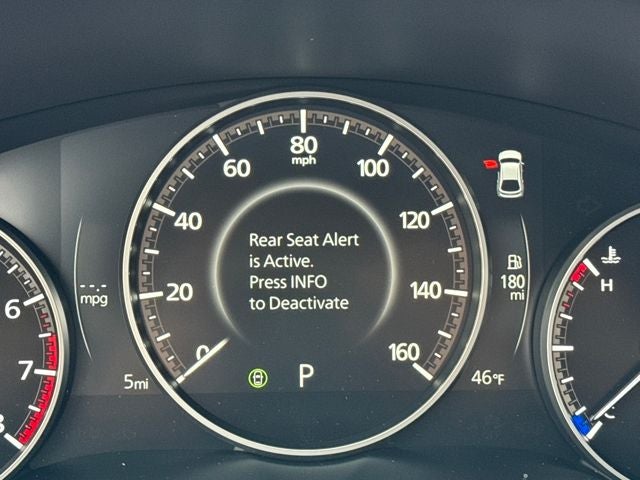 80
mph
60
100
40
120
20
140
0
160
Rear Seat Alert
is Active.
Press INFO
to Deactivate
-.-
mpg
180
mi
5mi
P
46°F
6
7
8
H
C